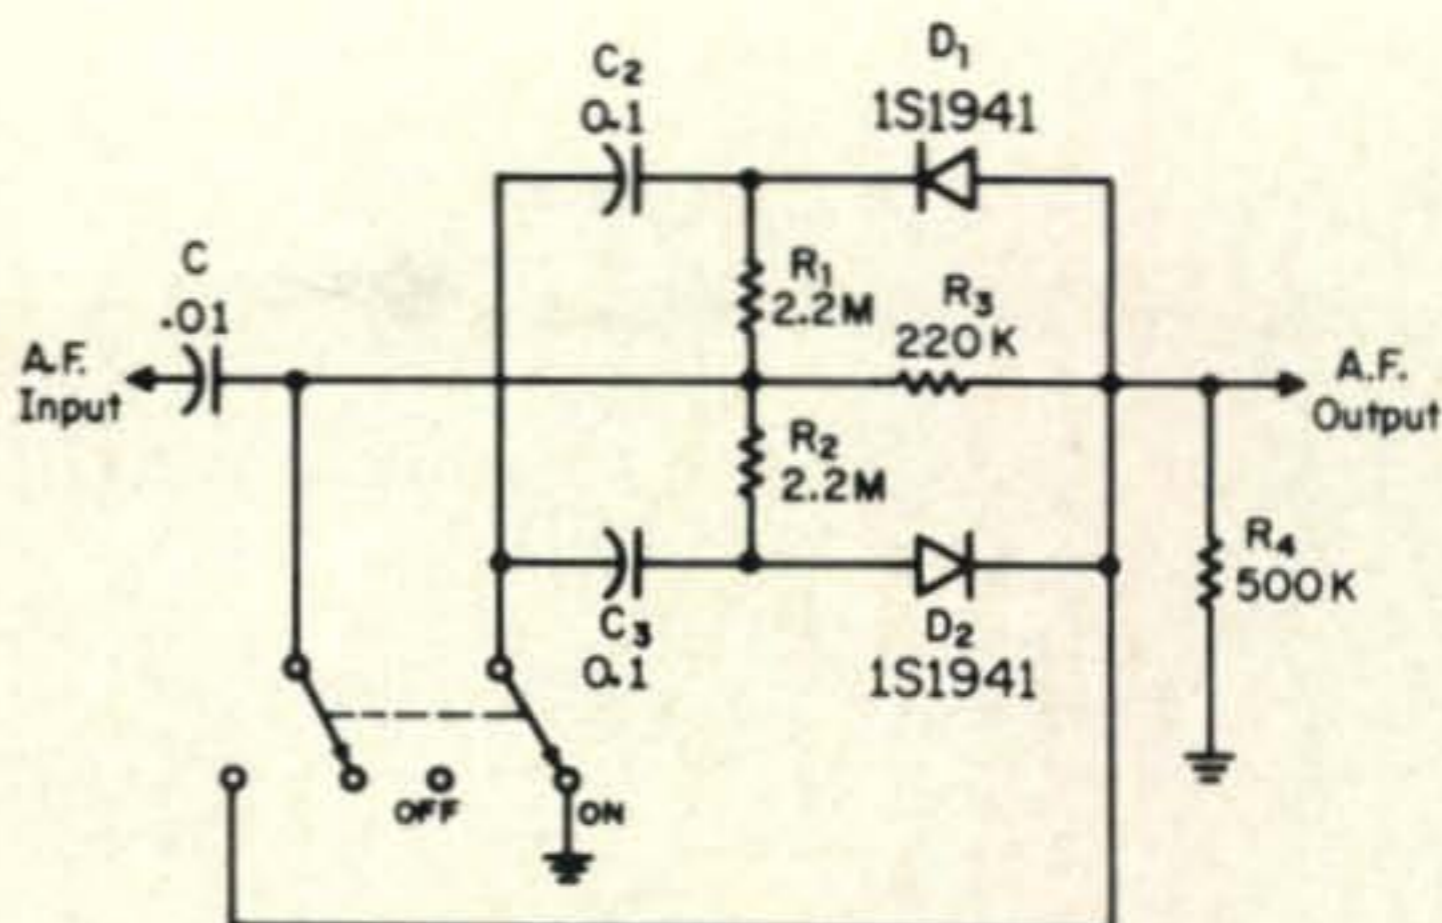 C₂
0.1
D₁
1S1941
C
.01
R₁
2.2M
R₃
220K
A.F.
Input
A.F.
Output
R₂
2.2M
C₃
0.1
D₂
1S1941
R₄
500K
OFF
ON